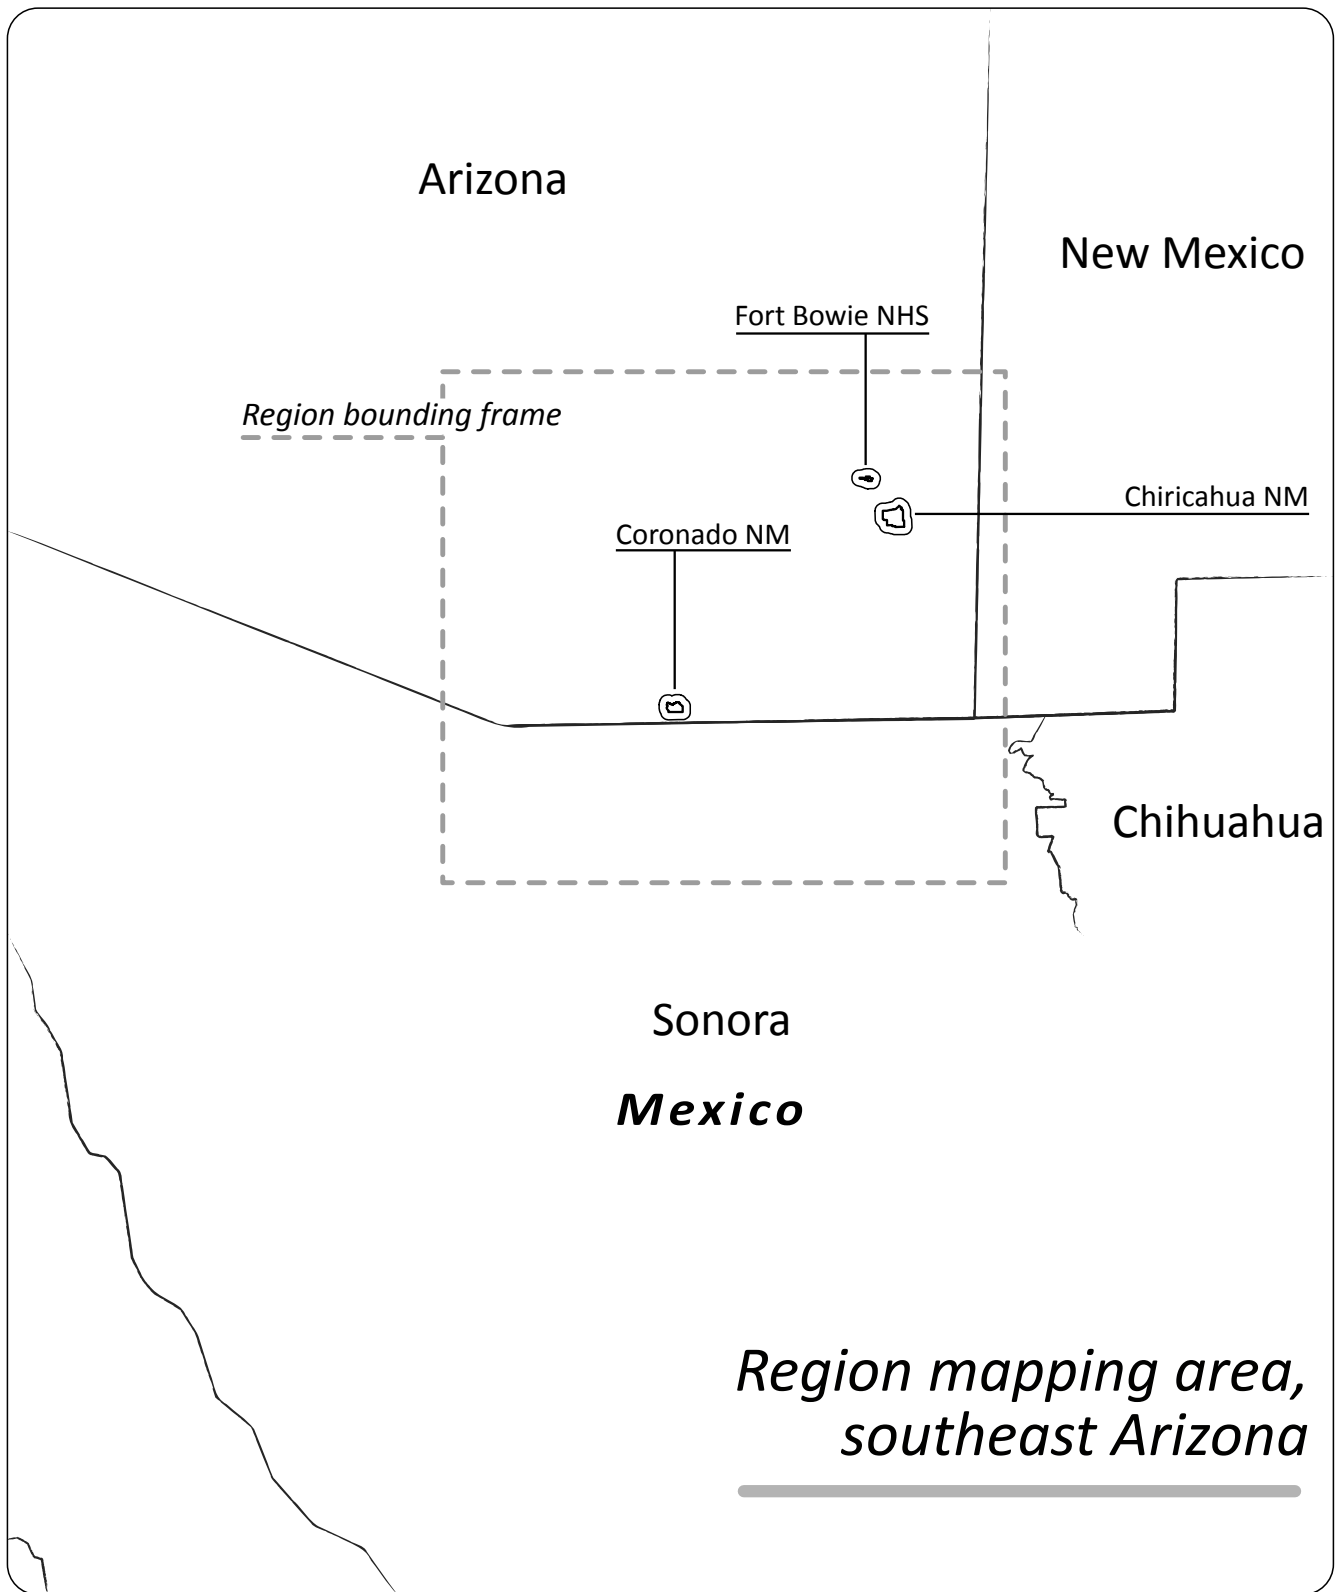 Arizona
New Mexico
Fort Bowie NHS
Region bounding frame
Chiricahua NM
Coronado NM
Chihuahua
Sonora
Mexico
Region mapping area,
southeast Arizona